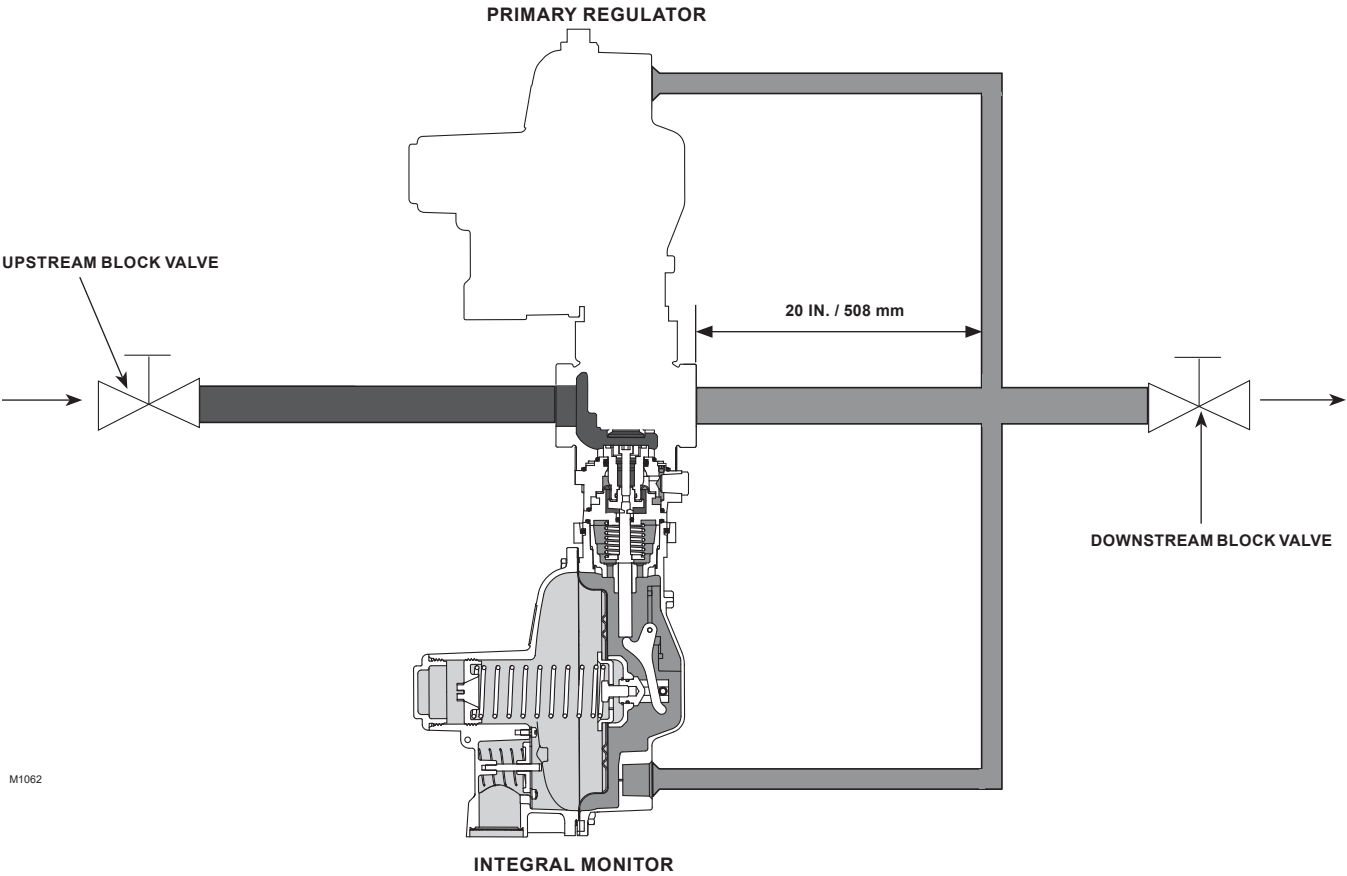 PRIMARY REGULATOR
UPSTREAM BLOCK VALVE
20 IN. / 508 mm
DOWNSTREAM BLOCK VALVE
M1062
INTEGRAL MONITOR